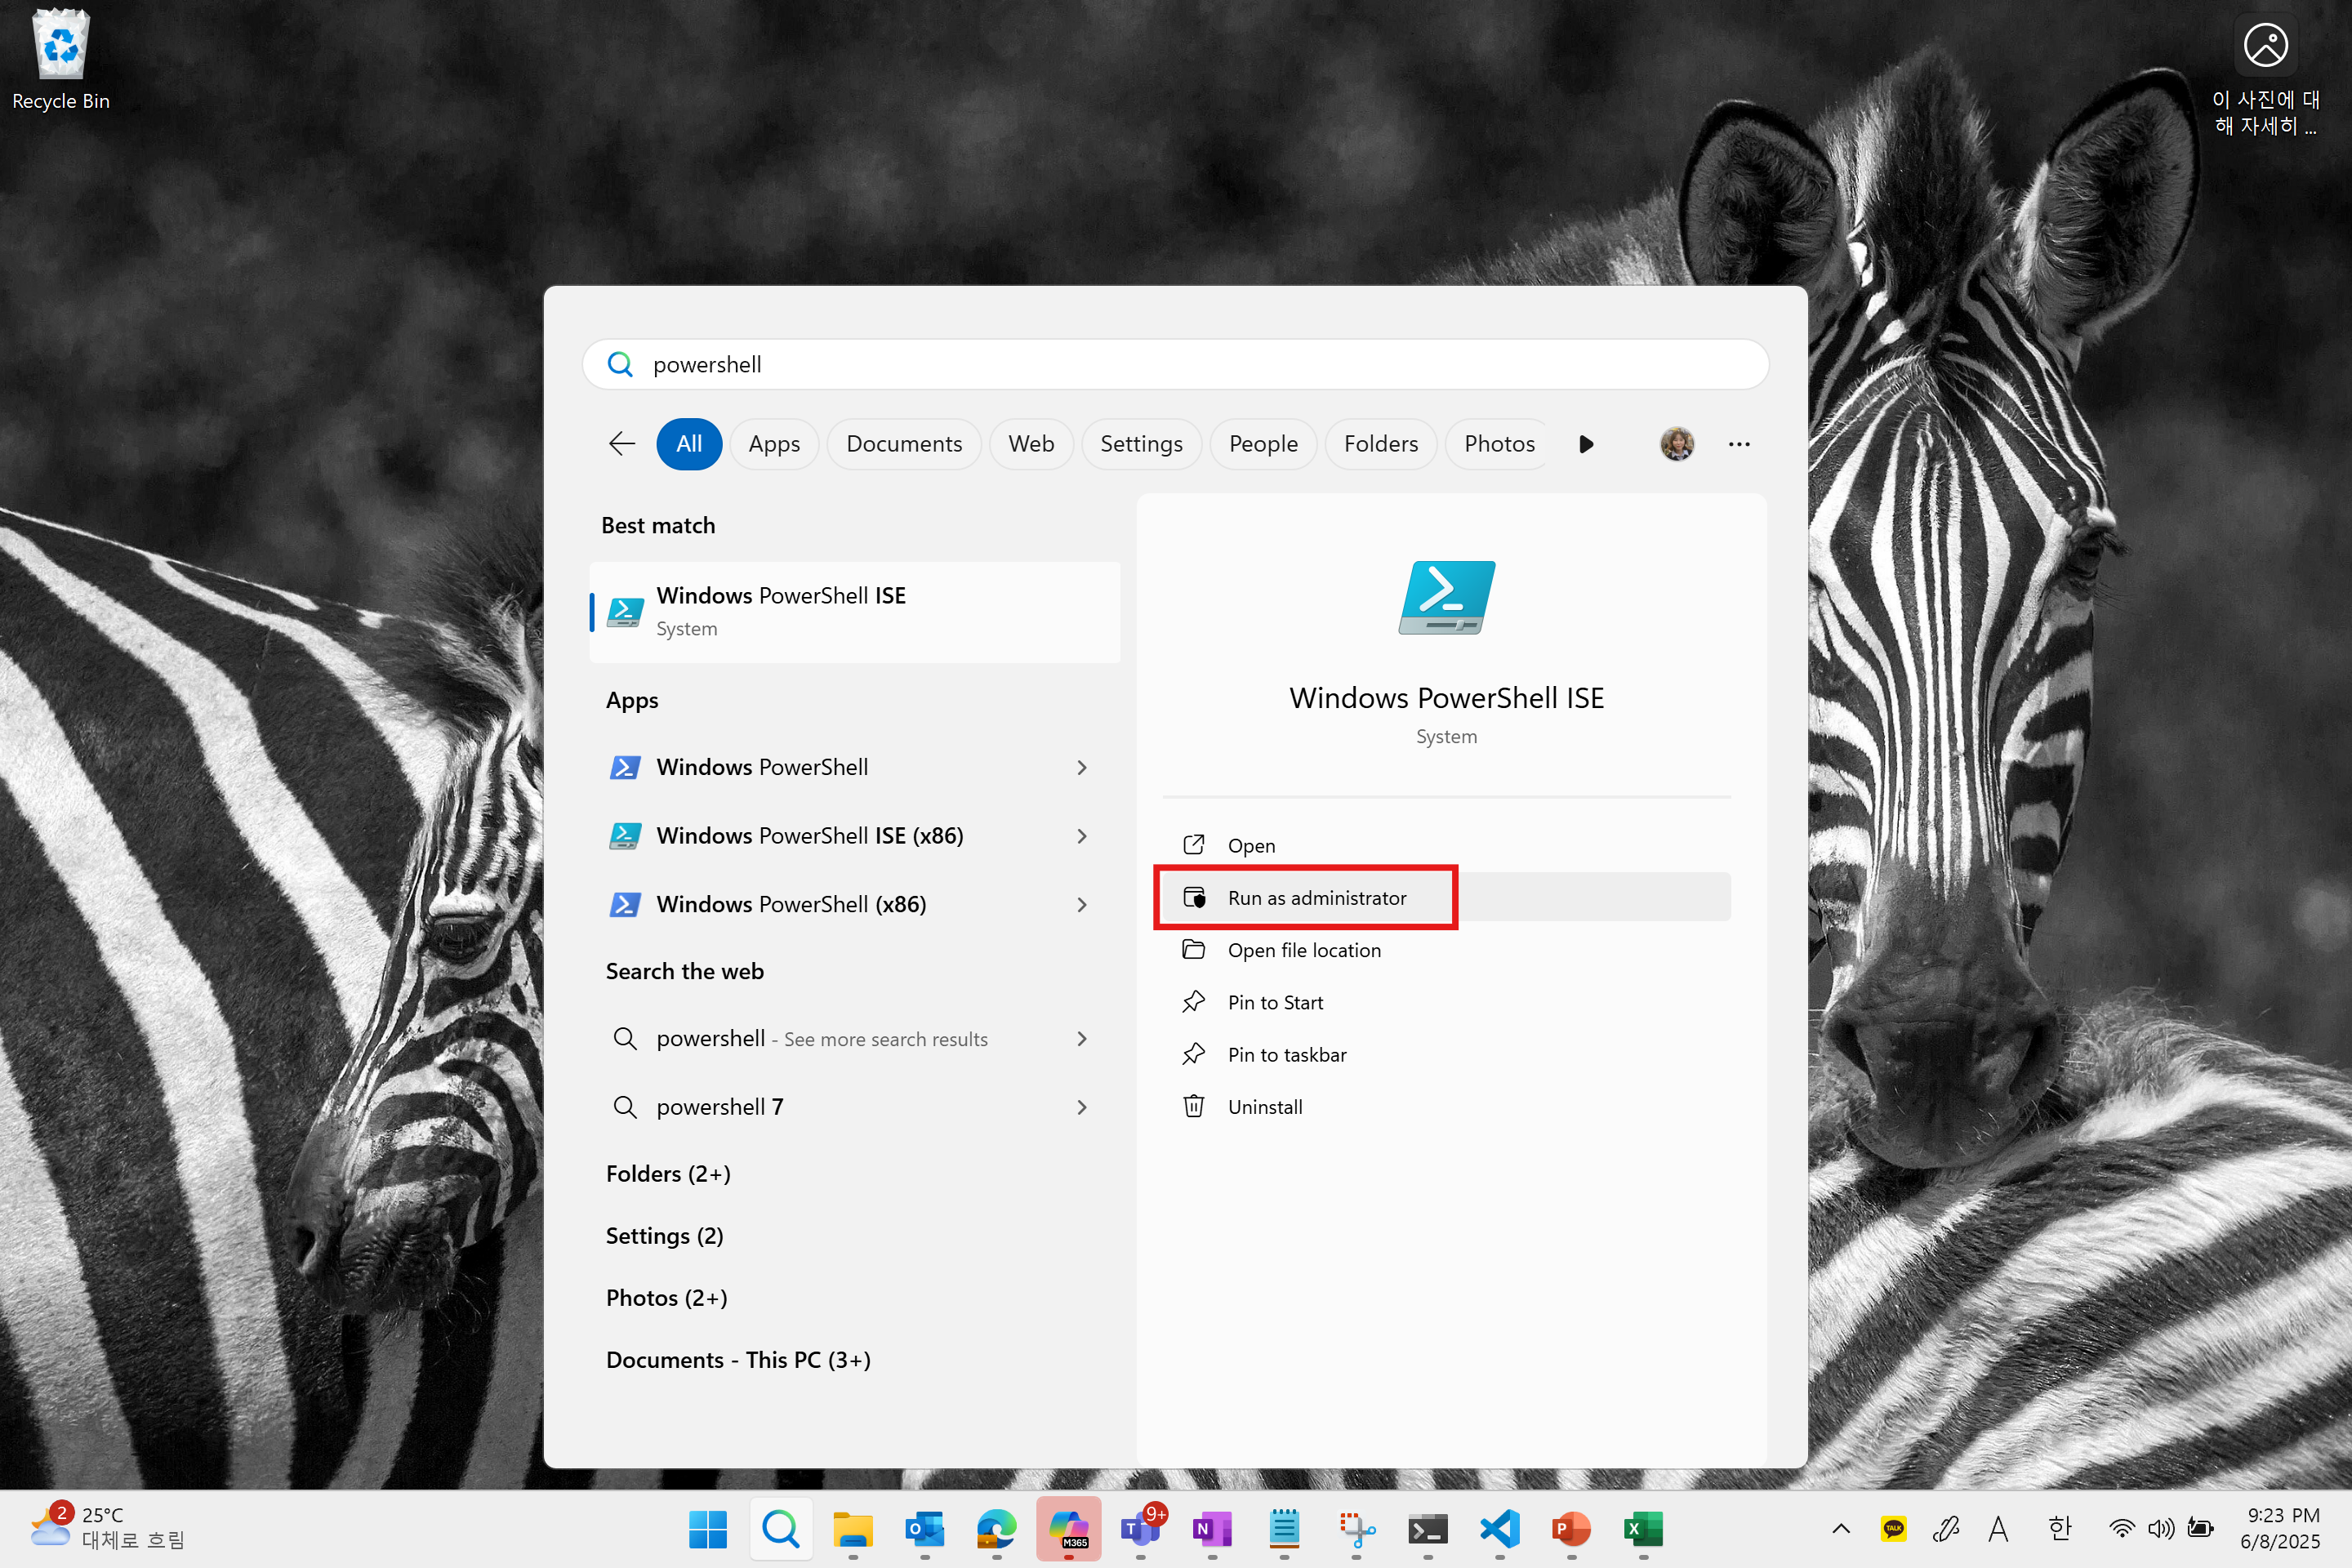 Recycle Bin
이 사진에 대
해 자세히 ...
powershell
All
Apps
Documents
Web
Settings
People
Folders
Photos
Best match
Windows PowerShell ISE
System
Apps
Windows PowerShell
Windows PowerShell ISE (x86)
Windows PowerShell (x86)
Search the web
powershell - See more search results
powershell 7
Folders (2+)
Settings (2)
Photos (2+)
Documents - This PC (3+)
Windows PowerShell ISE
System
Open
Run as administrator
Open file location
Pin to Start
Pin to taskbar
Uninstall
2
25°C
대체로 흐림
O
M365
T
9+
N
P
X
TALK
A
한
9:23 PM
6/8/2025